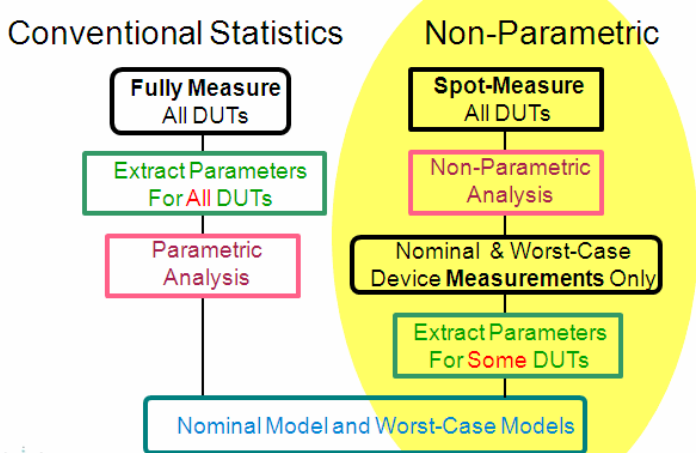 Conventional Statistics
Fully Measure
All DUTs
Extract Parameters
For All DUTs
Parametric
Analysis
Non-Parametric
Spot-Measure
All DUTs
Non-Parametric
Analysis
Nominal & Worst-Case
Device Measurements Only
Extract Parameters
For Some DUTs
Nominal Model and Worst-Case Models